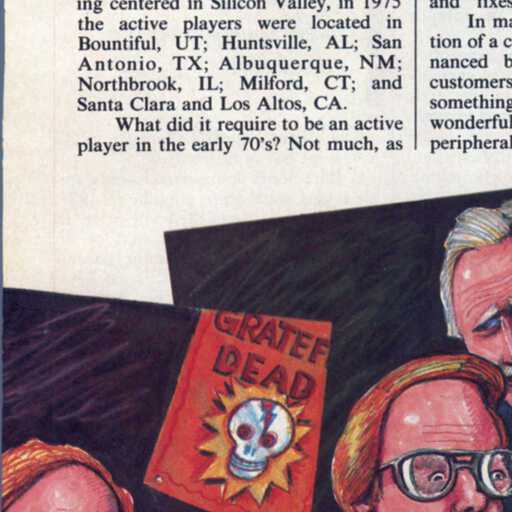 ing centered in Silicon Valley, in 1975
the active players were located in
Bountiful, UT; Huntsville, AL; San
Antonio, TX; Albuquerque, NM;
Northbrook, IL; Milford, CT; and
Santa Clara and Los Altos, CA.
What did it require to be an active
player in the early 70's? Not much, as
and fixes
In ma
tion of a c
nanced b
customers
something
wonderful
peripheral
GRATEF
DEAD